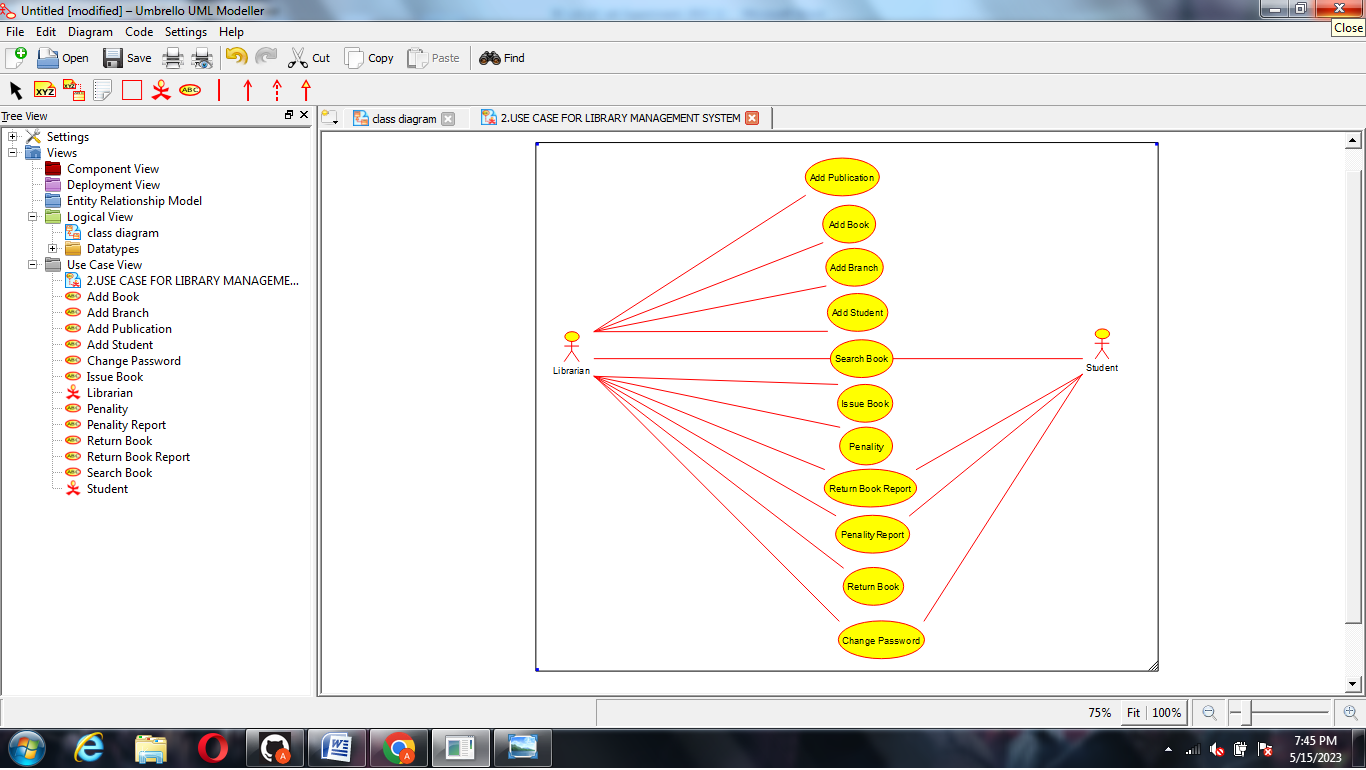 Untitled [modified] – Umbrello UML Modeller
Close
File Edit Diagram Code Settings Help
Open Save Cut Copy Paste Find
XYZ XYZ ABC
Tree View
class diagram 2.USE CASE FOR LIBRARY MANAGEMENT SYSTEM
Settings
Views
Component View
Deployment View
Entity Relationship Model
Logical View
class diagram
Datatypes
Use Case View
2.USE CASE FOR LIBRARY MANAGEME...
Add Book
Add Branch
Add Publication
Add Student
Change Password
Issue Book
Librarian
Penality
Penality Report
Return Book
Return Book Report
Search Book
Student
Add Publication
Add Book
Add Branch
Add Student
Librarian
Search Book
Student
Issue Book
Penality
Return Book Report
Penality Report
Return Book
Change Password
75% Fit 100%
7:45 PM
5/15/2023